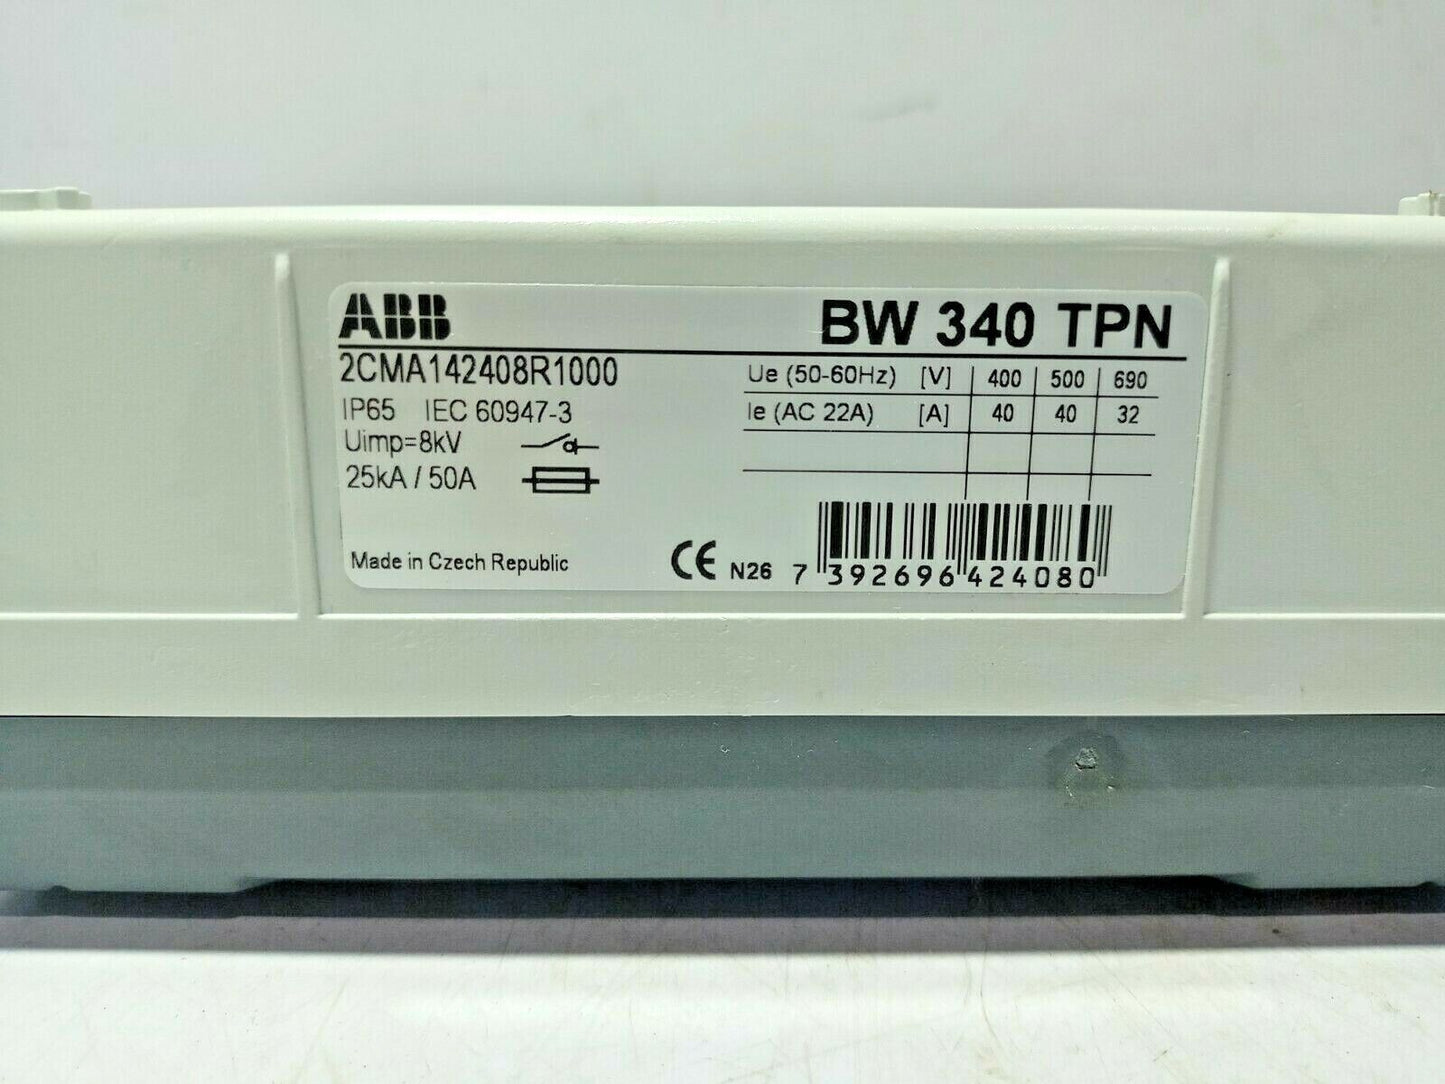 ABB
BW 340 TPN
2CMA142408R1000
IP65 IEC 60947-3
Uimp=8kV
25kA / 50A
Ue (50-60Hz) [V] 400 500 690
Ie (AC 22A) [A] 40 40 32
Made in Czech Republic
CE N26 7 392696 424080